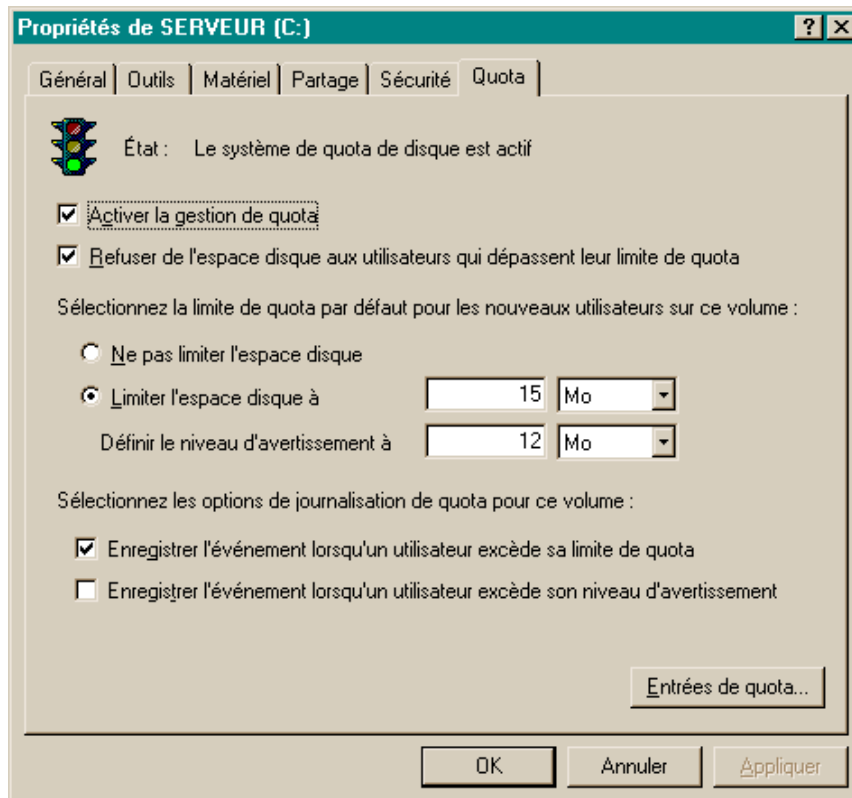 Propriétés de SERVEUR (C:)
Général Outils Matériel Partage Sécurité Quota
État : Le système de quota de disque est actif
Activer la gestion de quota
Refuser de l'espace disque aux utilisateurs qui dépassent leur limite de quota
Sélectionnez la limite de quota par défaut pour les nouveaux utilisateurs sur ce volume :
Ne pas limiter l'espace disque
Limiter l'espace disque à 15 Mo
Définir le niveau d'avertissement à 12 Mo
Sélectionnez les options de journalisation de quota pour ce volume :
Enregistrer l'événement lorsqu'un utilisateur excède sa limite de quota
Enregistrer l'événement lorsqu'un utilisateur excède son niveau d'avertissement
Entrées de quota...
OK Annuler Appliquer